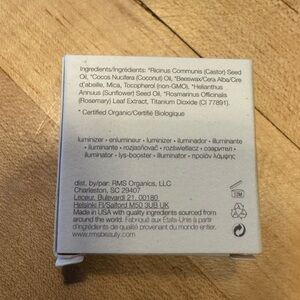 Ingredients/Ingrédients: *Ricinus Communis (Castor) Seed
Oil, *Cocos Nucifera (Coconut) Oil, *Beeswax/Cera Alba/Cire
d'abeille, Mica, Tocopherol (non-GMO), *Helianthus
Annuus (Sunflower) Seed Oil, *Rosmarinus Officinalis
(Rosemary) Leaf Extract, Titanium Dioxide (CI 77891).
* Certified Organic/Certifié Biologique
luminizer • enlumineur • luminizer • iluminador • illuminante
• iluminante • rozjaśniacz • rozsvetľovač •
illuminator • lys-booster • illuminator • προϊόν λάμψης
dist. by/par: RMS Organics, LLC
Charleston, SC 29407
Leceur, Bulevardi 21, 00180
Helsinki FI/Salford M50 3UB UK
Made in USA with quality ingredients sourced from
around the world. Fabriqué aux États-Unis à partir
d'ingrédients de qualité provenant du monde entier.
www.rmsbeauty.com
12M